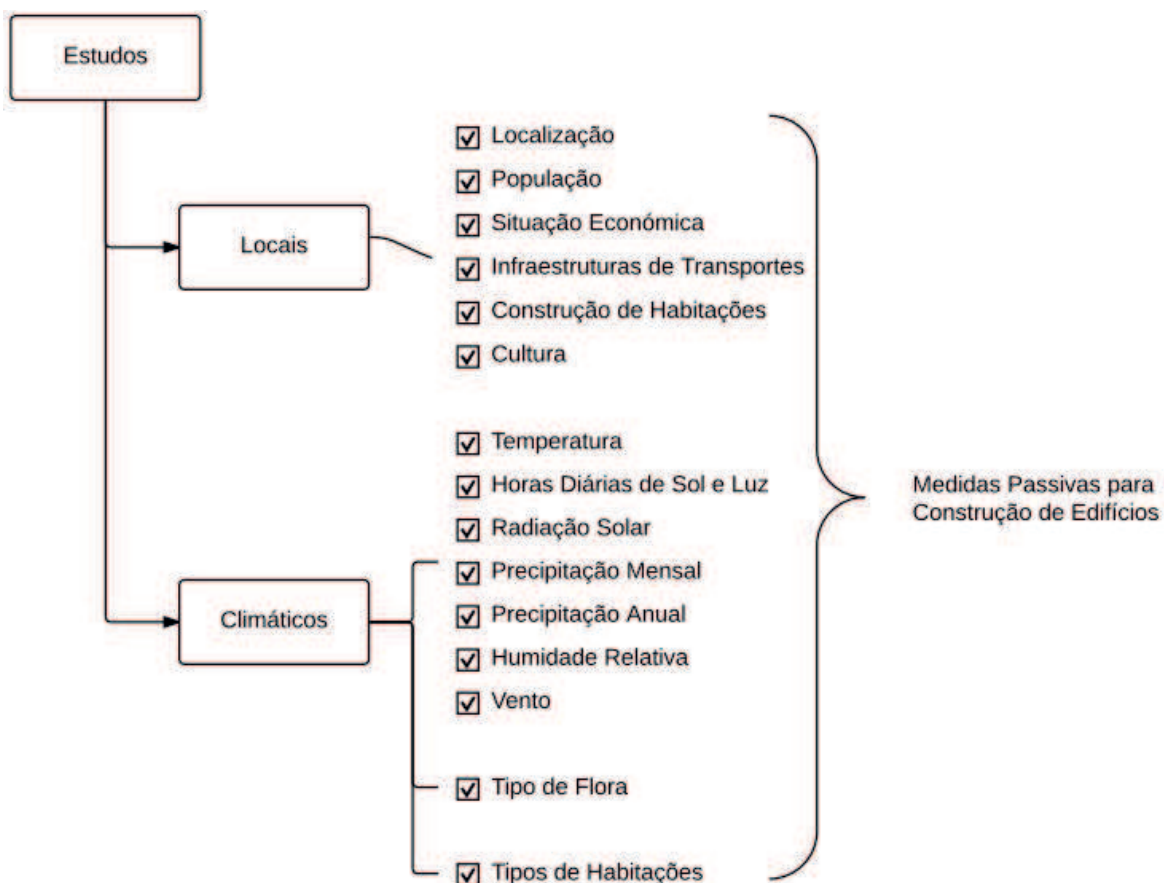 Estudos
Locais
Localização
População
Situação Económica
Infraestruturas de Transportes
Construção de Habitações
Cultura
Climáticos
Temperatura
Horas Diárias de Sol e Luz
Radiação Solar
Precipitação Mensal
Precipitação Anual
Humidade Relativa
Vento
Tipo de Flora
Tipos de Habitações
Medidas Passivas para
Construção de Edifícios